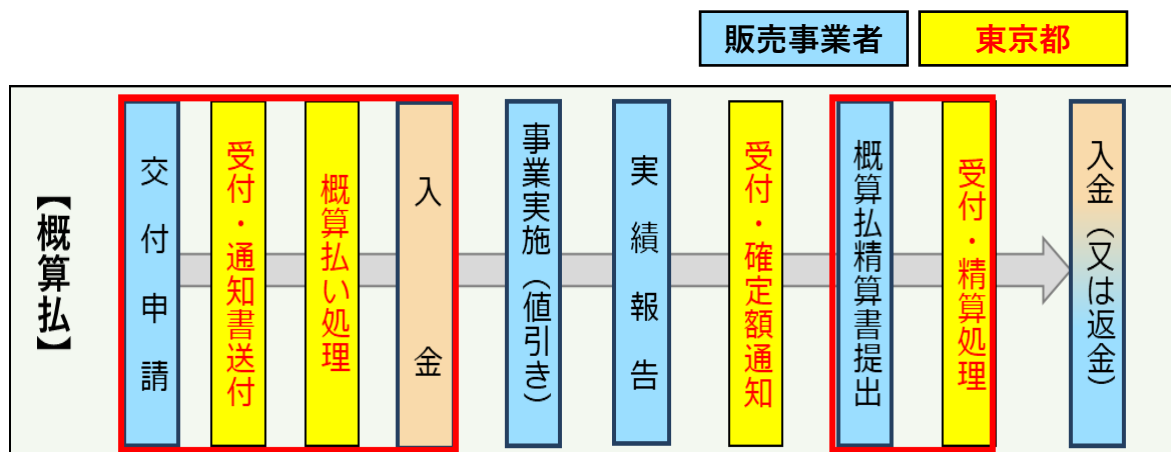 販売事業者
東京都
【概算払】
交付申請
受付・通知書送付
概算払い処理
入金
事業実施（値引き）
実績報告
受付・確定額通知
概算払精算書提出
受付・精算処理
入金（又は返金）